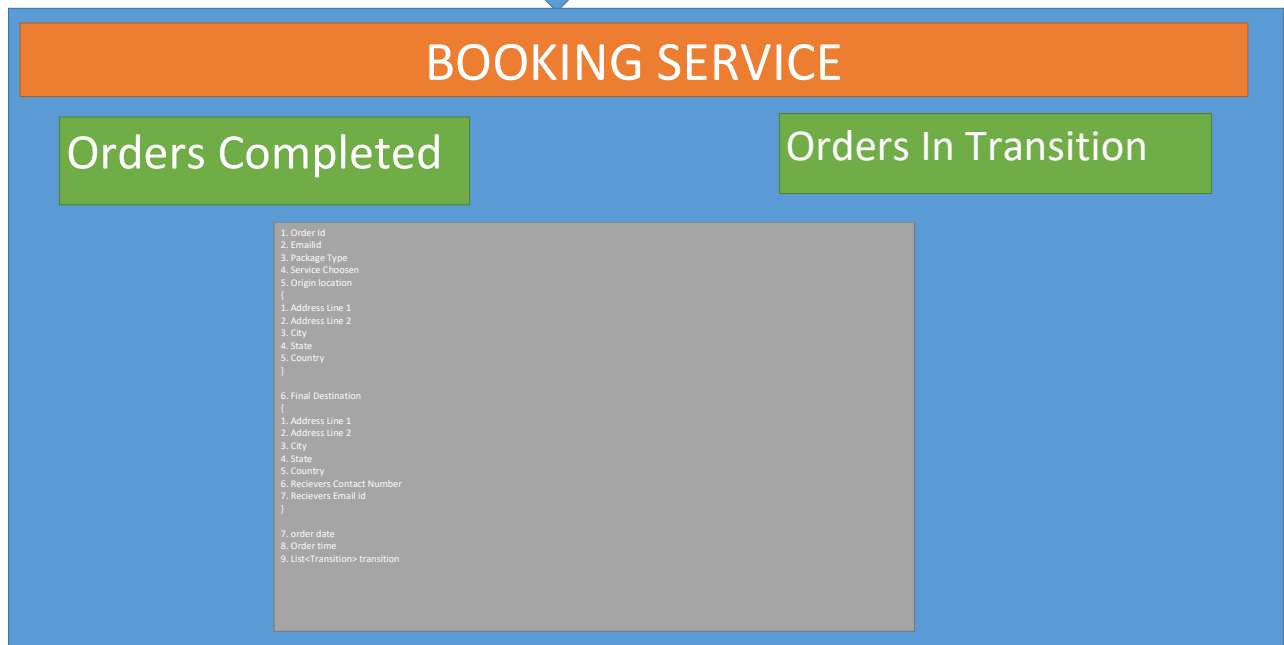 BOOKING SERVICE
Orders Completed
Orders In Transition
1. Order Id
2. Emailid
3. Package Type
4. Service Choosen
5. Origin location
{
1. Address Line 1
2. Address Line 2
3. City
4. State
5. Country
}
6. Final Destination
{
1. Address Line 1
2. Address Line 2
3. City
4. State
5. Country
6. Recievers Contact Number
7. Recievers Email id
}
7. order date
8. Order time
9. List<Transition> transition